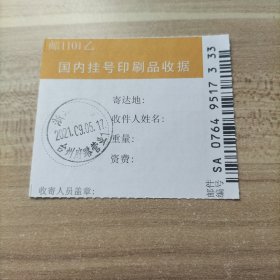 邮1101乙
国内挂号印刷品收据
寄达地:
收件人姓名:
重量:
资费:
收寄人员盖章:
2021.09.05.17
SA 0764 9517 3 33
邮件编号